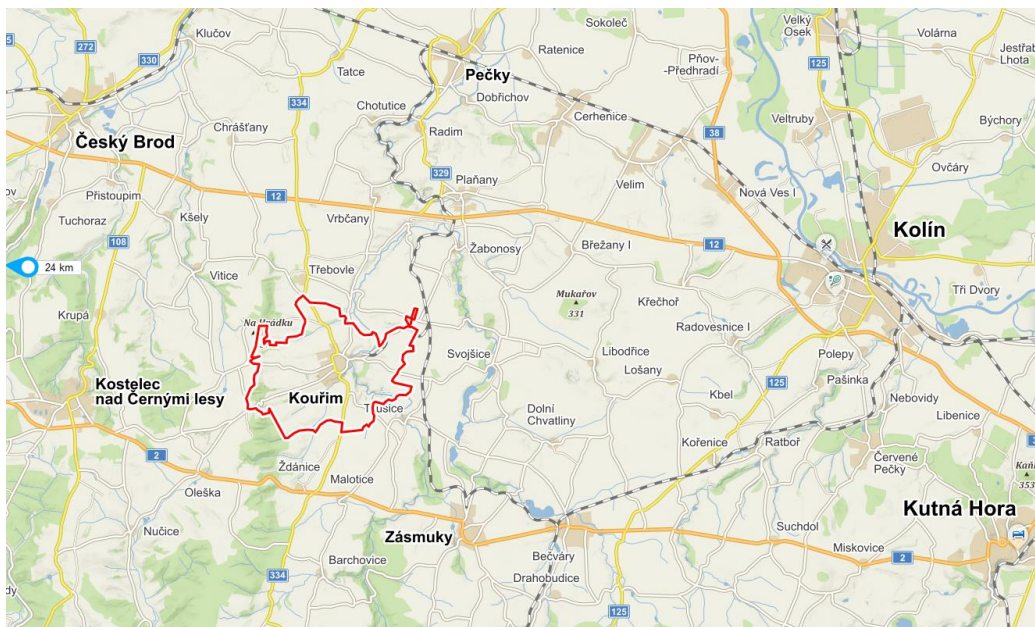 Klučov
Sokoleč
Velký
Osek
Volárna
272
330
Pečky
Ratenice
Pňov-
-Předhradí
125
Jestřab
Lhota
Tatce
334
Dobřichov
Chotutice
Cerhenice
Veltruby
Býchory
Český Brod
Chrášťany
Radim
38
Ovčáry
Přistoupim
329
Plaňany
Velim
Nová Ves I
12
Tuchoraz
Kšely
Vrbčany
Kolín
108
Žabonosy
Břežany I
12
24 km
Vitice
Třebovle
Tři Dvory
Krupá
Na Hrádku
Mukařov
331
Křečhoř
Radovesnice I
Svojšice
Libodřice
Lošany
Polepy
Pašinka
Kostelec
nad Černými lesy
Kouřim
125
Kbel
Nebovidy
Libenice
Dolní
Chvatliny
Kořenice
Ratboř
2
Ždánice
Malotice
Červené
Pečky
353
Oleška
Kutná Hora
Nučice
Zásmuky
Suchdol
Bečváry
Miskovice
2
Barchovice
Drahobudice
334
125